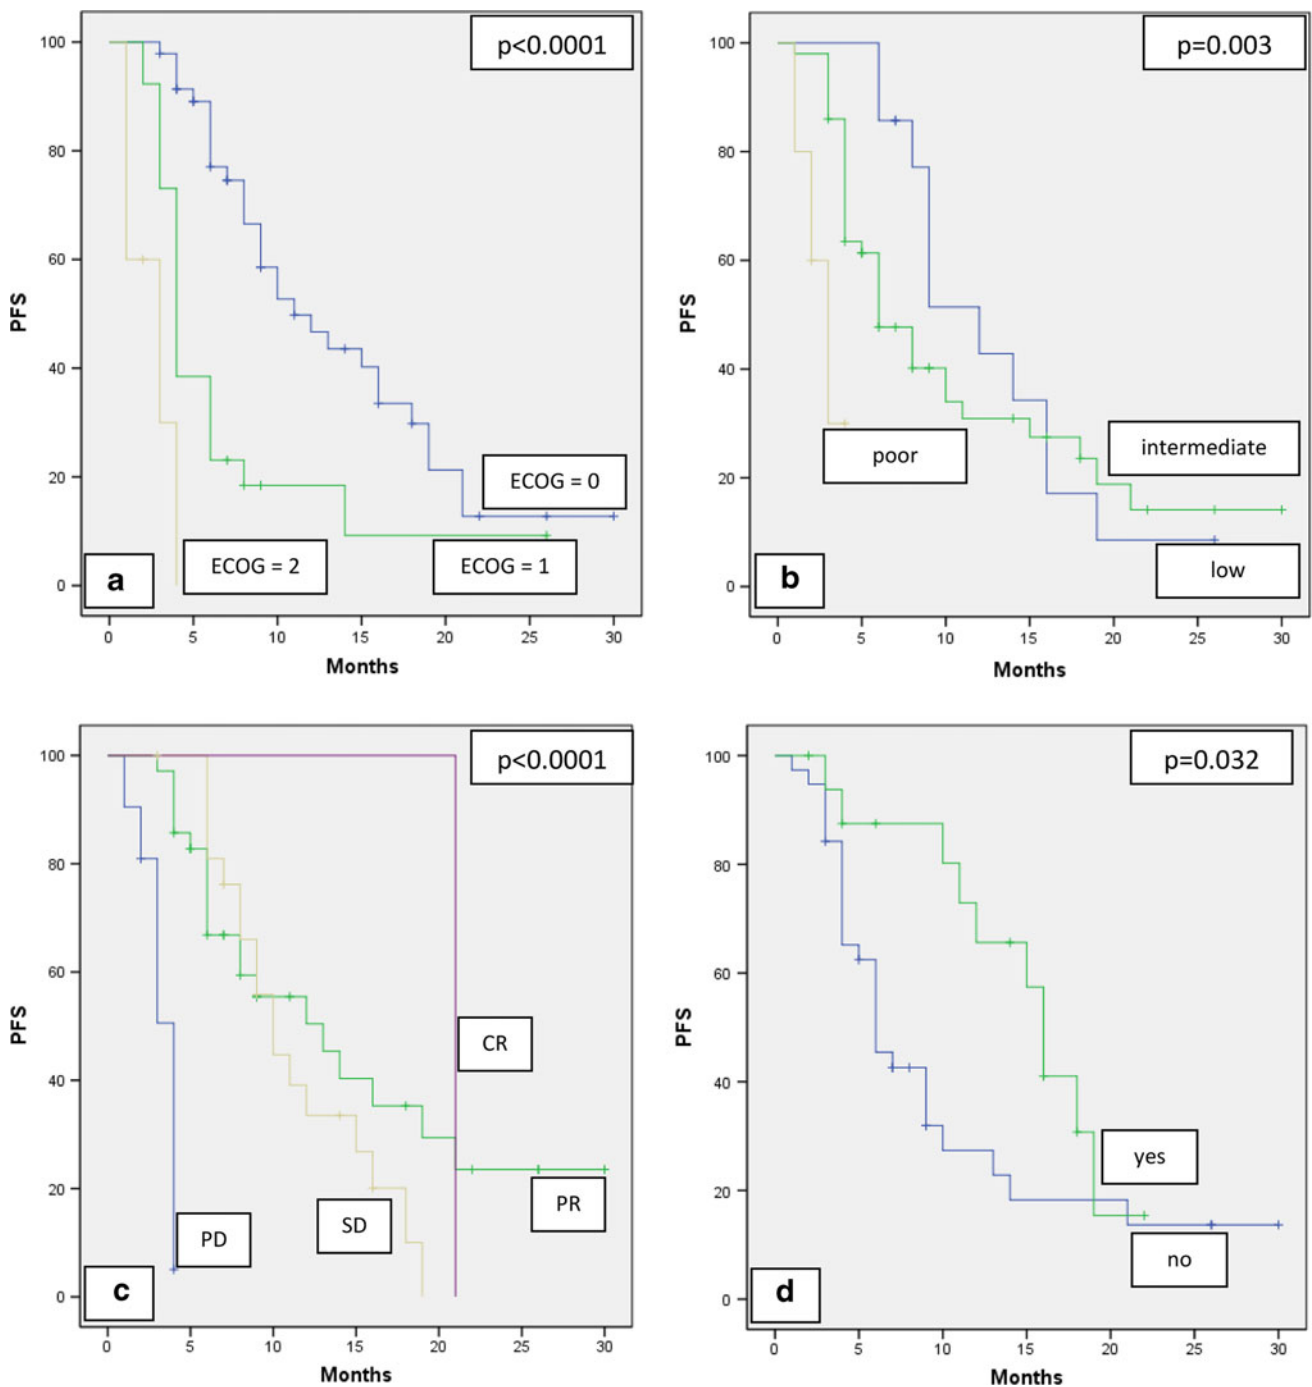 p<0.0001
100
80
60
40
20
0
PFS
ECOG = 0
ECOG = 2
ECOG = 1
a
0 5 10 15 20 25 30
Months
p=0.003
100
80
60
40
20
0
PFS
intermediate
poor
low
b
0 5 10 15 20 25 30
Months
p<0.0001
100
80
60
40
20
0
PFS
CR
PR
SD
PD
c
0 5 10 15 20 25 30
Months
p=0.032
100
80
60
40
20
0
PFS
yes
no
d
0 5 10 15 20 25 30
Months